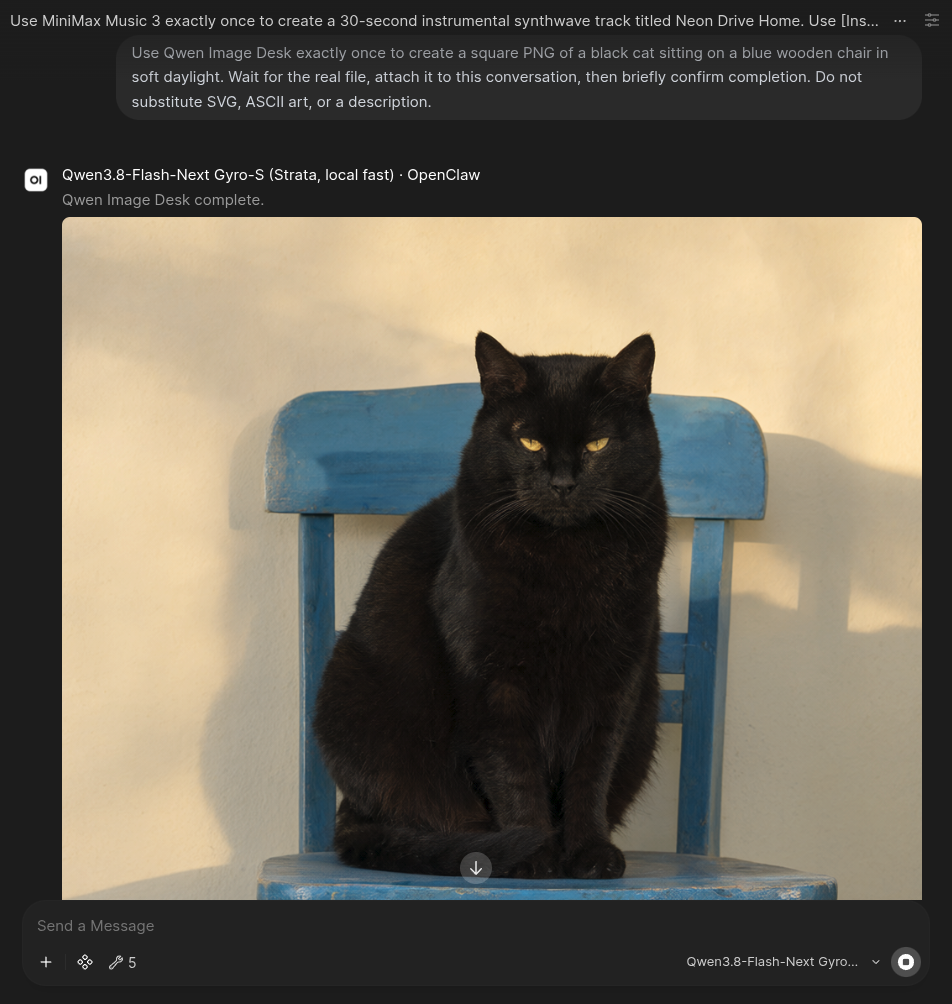 Use MiniMax Music 3 exactly once to create a 30-second instrumental synthwave track titled Neon Drive Home. Use [Ins...
Use Qwen Image Desk exactly once to create a square PNG of a black cat sitting on a blue wooden chair in
soft daylight. Wait for the real file, attach it to this conversation, then briefly confirm completion. Do not
substitute SVG, ASCII art, or a description.
OI
Qwen3.8-Flash-Next Gyro-S (Strata, local fast) · OpenClaw
Qwen Image Desk complete.
Send a Message
5
Qwen3.8-Flash-Next Gyro...